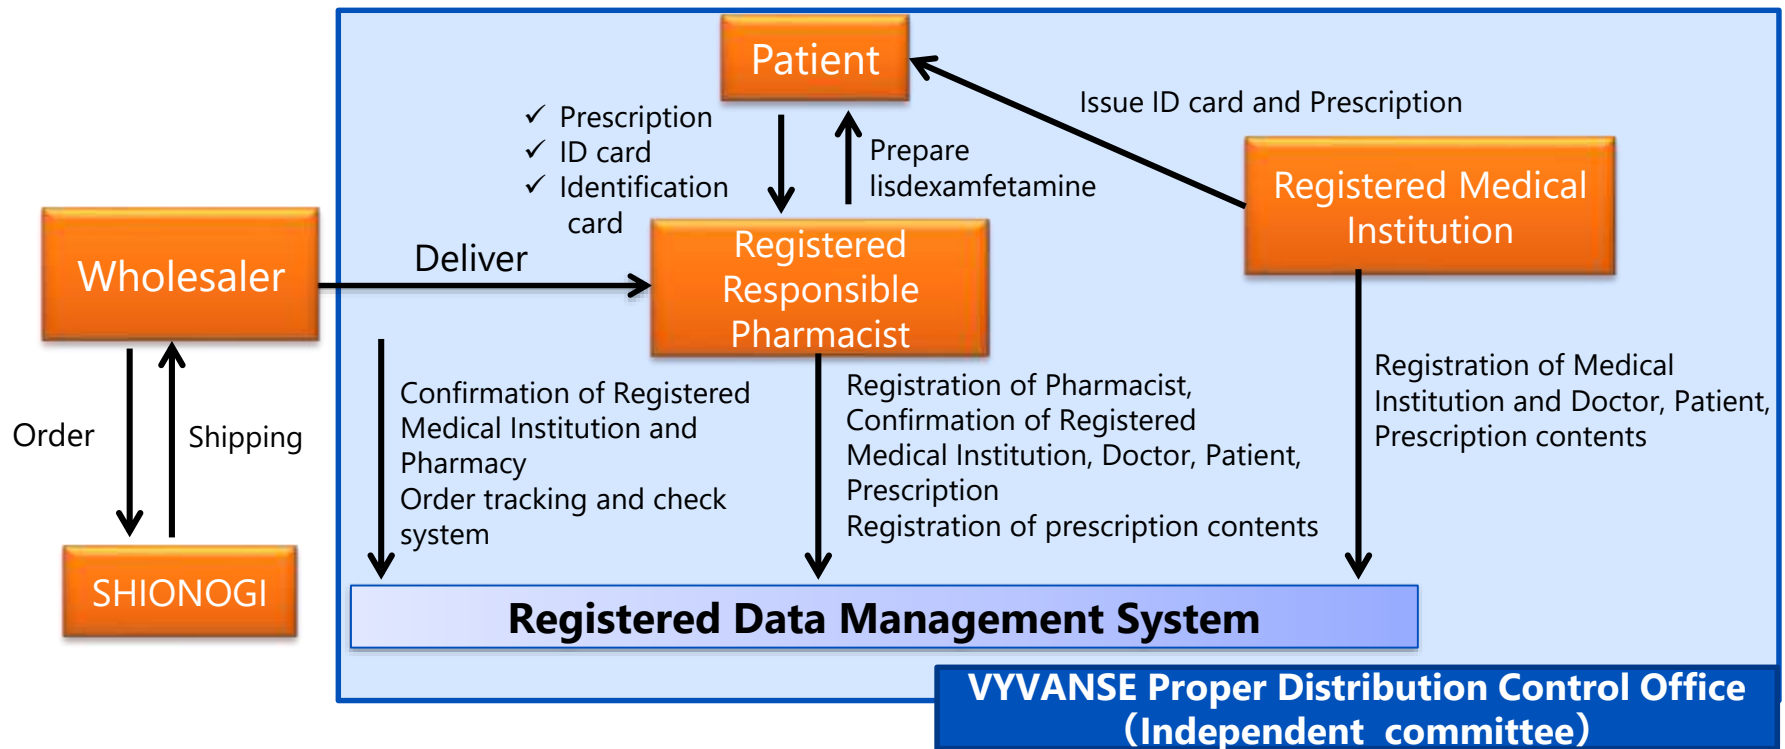 Patient
Issue ID card and Prescription
✓ Prescription
✓ ID card
✓ Identification
card
Prepare
lisdexamfetamine
Registered Medical
Institution
Wholesaler
Deliver
Registered
Responsible
Pharmacist
Order
Shipping
SHIONOGI
Confirmation of Registered
Medical Institution and
Pharmacy
Order tracking and check
system
Registration of Pharmacist,
Confirmation of Registered
Medical Institution, Doctor, Patient,
Prescription
Registration of prescription contents
Registration of Medical
Institution and Doctor, Patient,
Prescription contents
Registered Data Management System
VYVANSE Proper Distribution Control Office
（Independent committee）